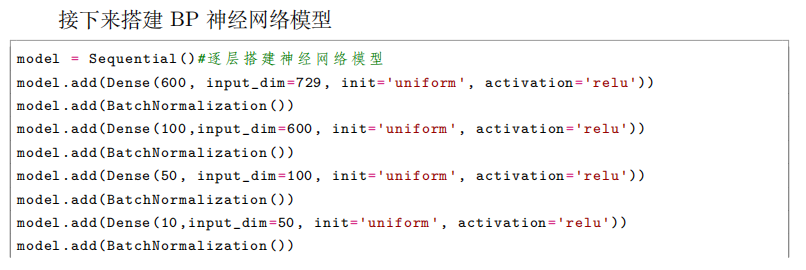 接下来搭建 BP 神经网络模型
model = Sequential()#逐层搭建神经网络模型
model.add(Dense(600, input_dim=729, init='uniform', activation='relu'))
model.add(BatchNormalization())
model.add(Dense(100,input_dim=600, init='uniform', activation='relu'))
model.add(BatchNormalization())
model.add(Dense(50, input_dim=100, init='uniform', activation='relu'))
model.add(BatchNormalization())
model.add(Dense(10,input_dim=50, init='uniform', activation='relu'))
model.add(BatchNormalization())